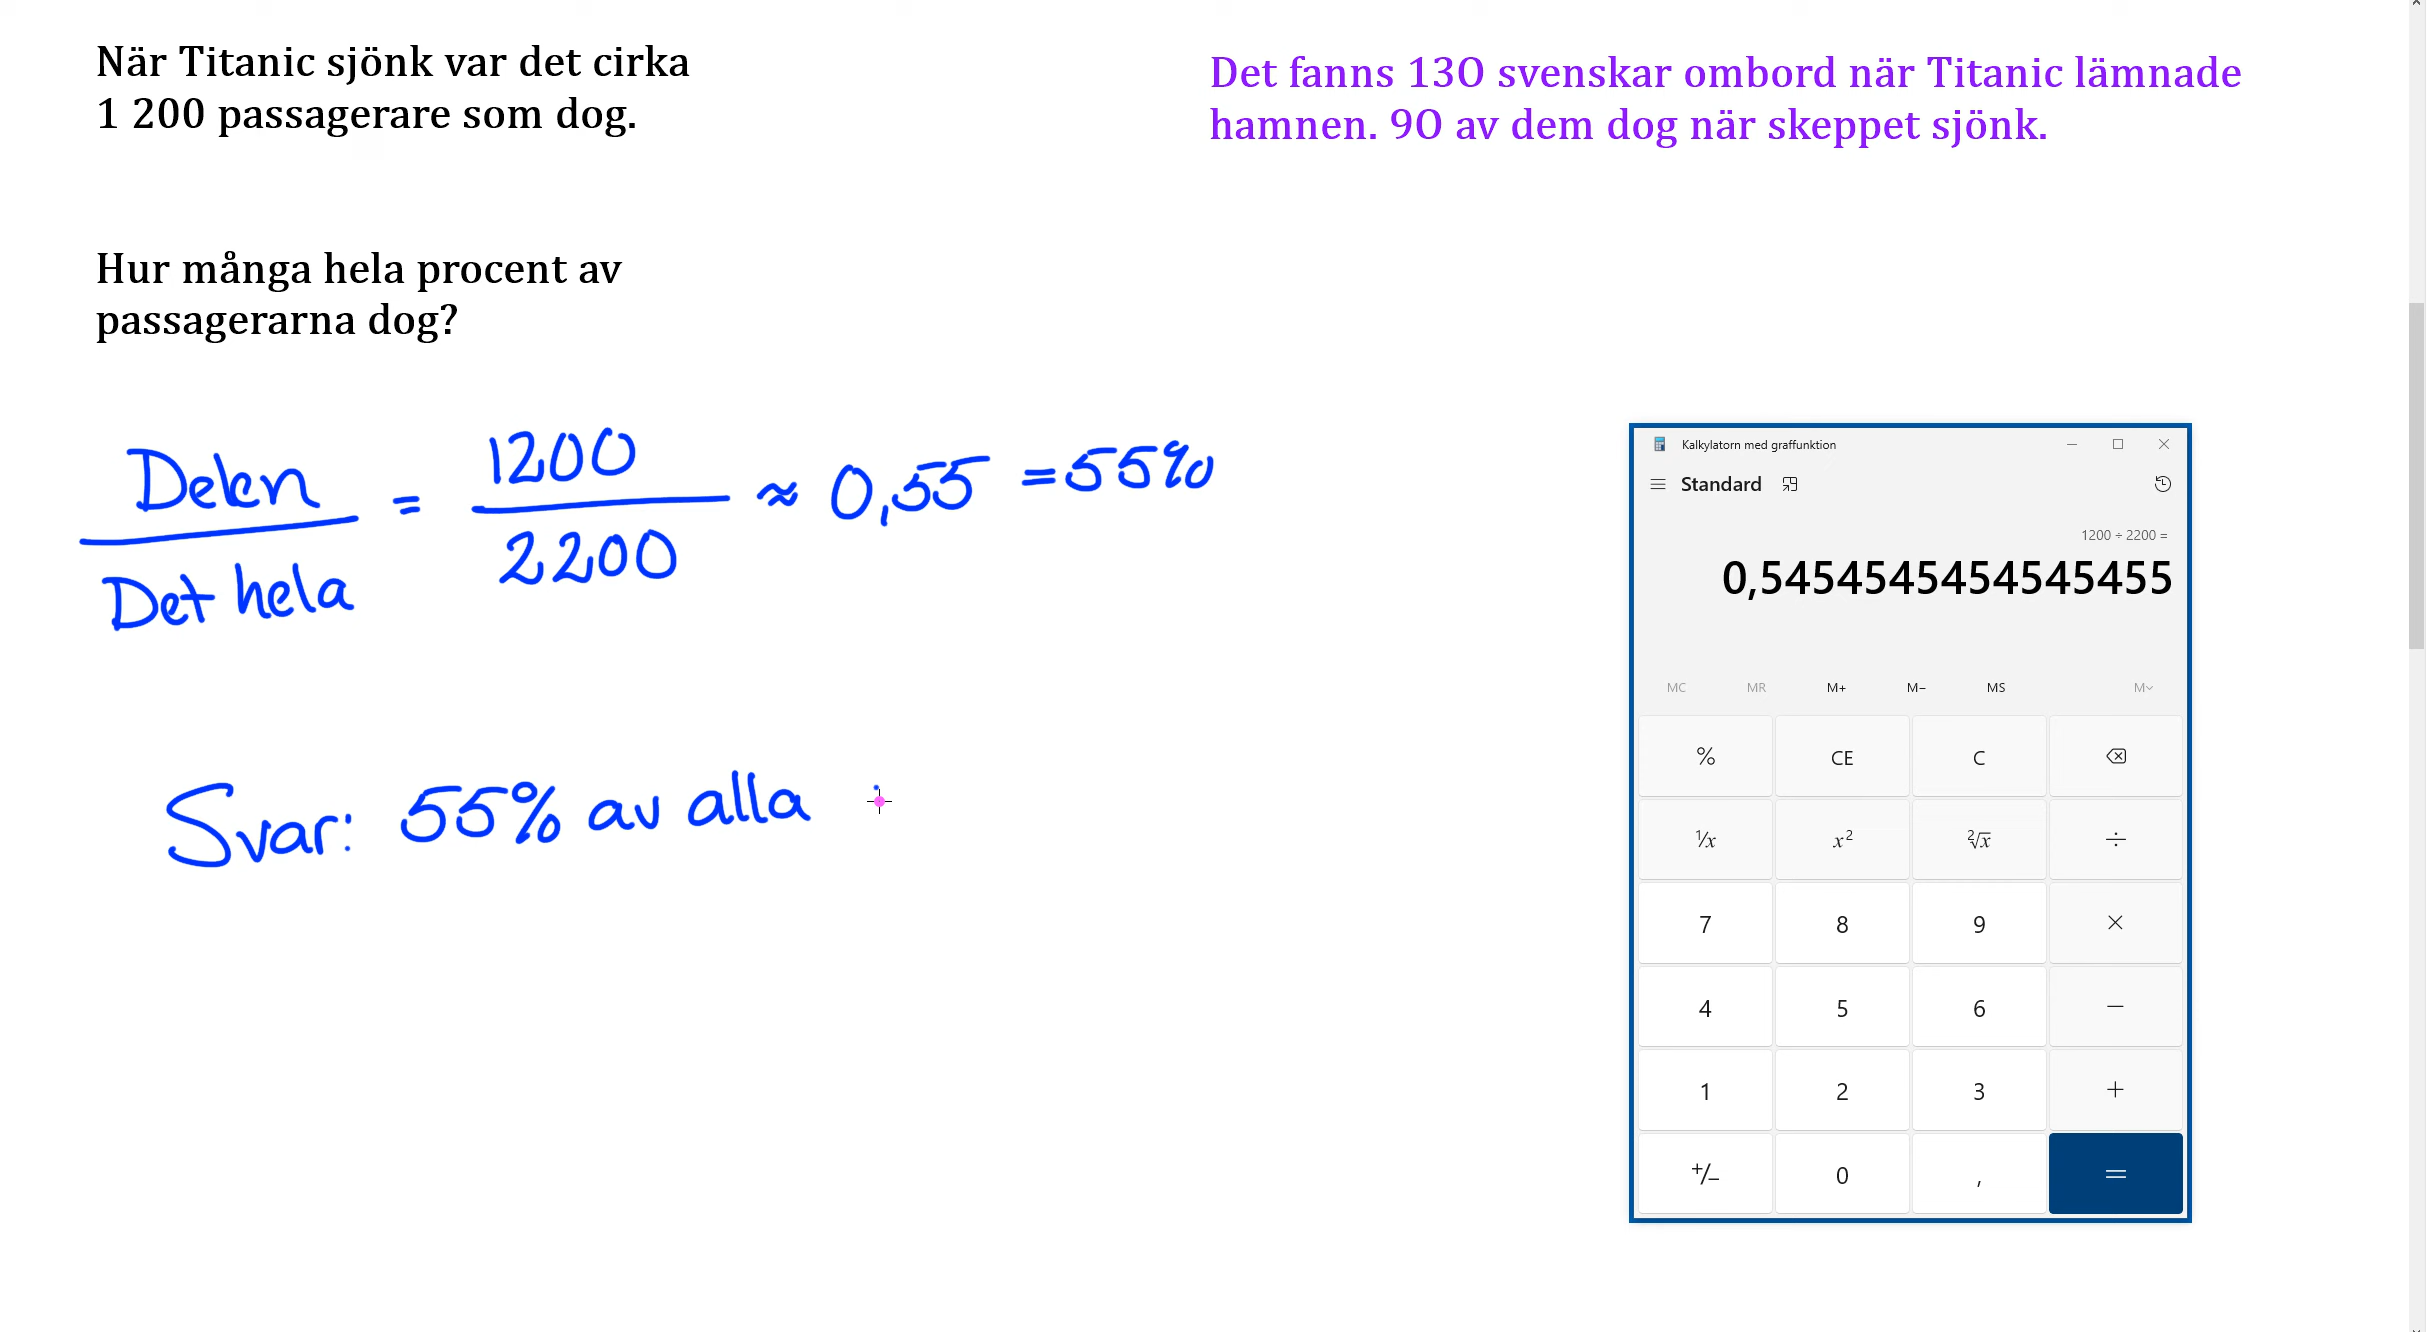 När Titanic sjönk var det cirka
1 200 passagerare som dog.
Det fanns 130 svenskar ombord när Titanic lämnade
hamnen. 90 av dem dog när skeppet sjönk.
Hur många hela procent av
passagerarna dog?
Delen
Det hela
=
1200
2200
≈ 0,55 = 55%
Svar: 55% av alla
Kalkylatorn med graffunktion
Standard
1200 ÷ 2200 =
0,5454545454545455
MC MR M+ M− MS M
% CE C
⅟x x² ²√x ÷
7 8 9 ×
4 5 6 −
1 2 3 +
+/− 0 , =